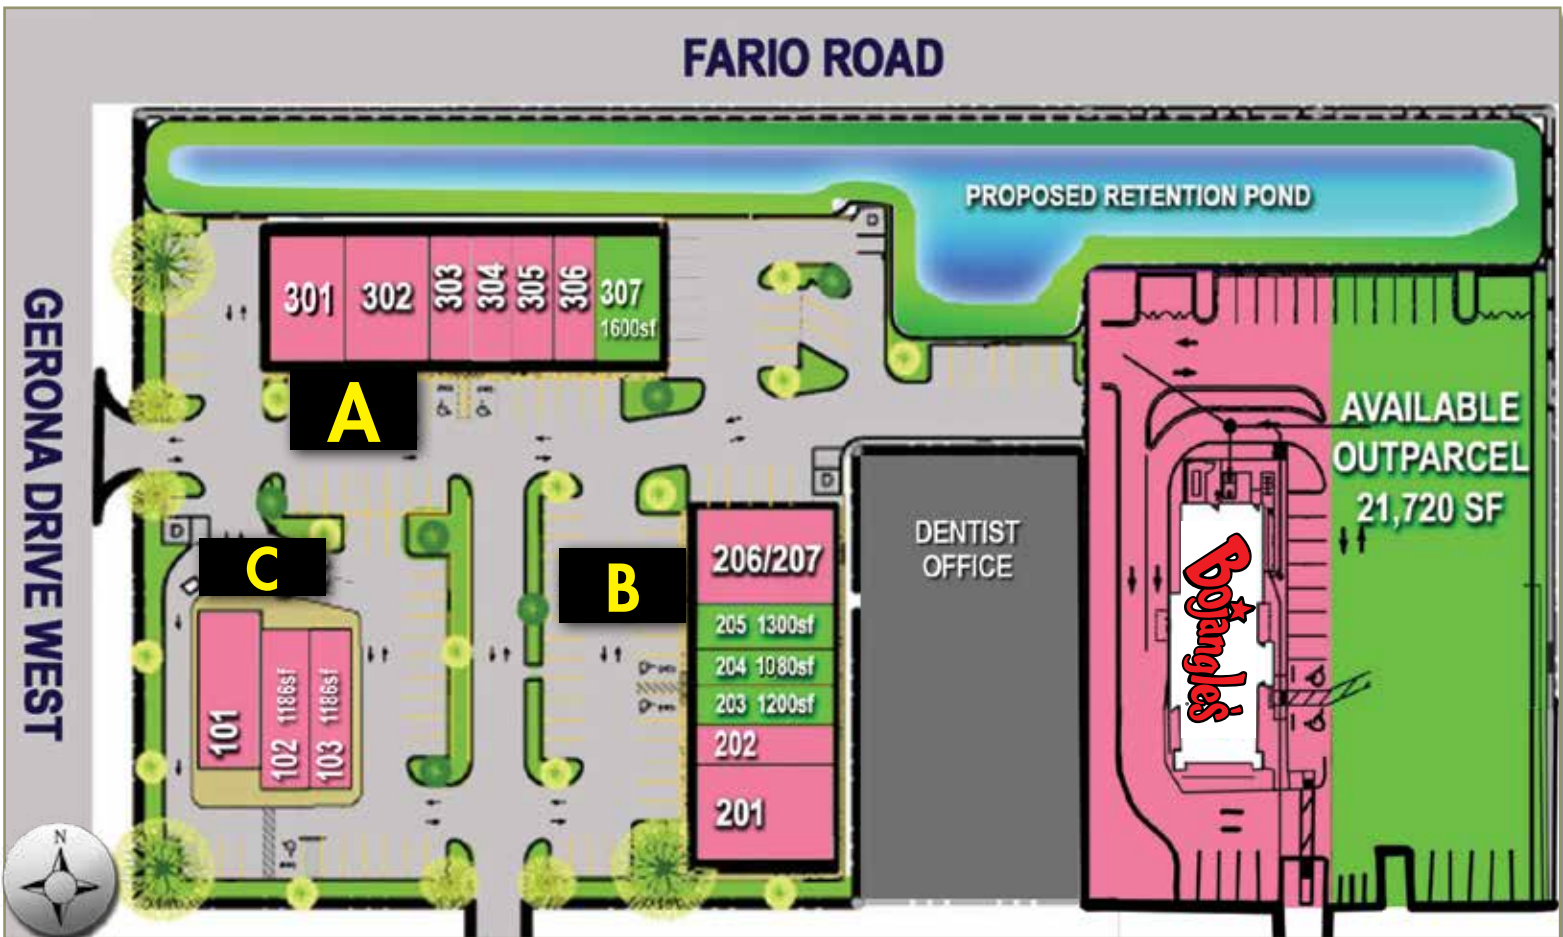 FARIO ROAD
PROPOSED RETENTION POND
GERONA DRIVE WEST
D
301
302
303
304
305
306
307
1600sf
A
AVAILABLE
OUTPARCEL
21,720 SF
D
D
DENTIST
OFFICE
C
B
206/207
205 1300sf
204 1080sf
203 1200sf
202
201
101
102 1186sf
103 1186sf
Bojangles
N